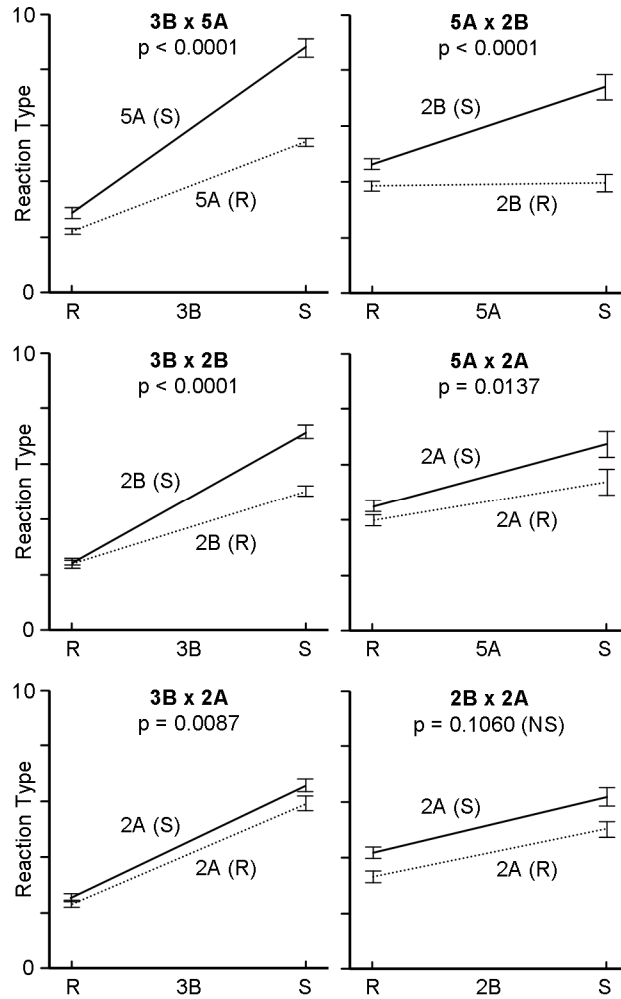 3B x 5A
p < 0.0001
10
Reaction Type
5A (S)
5A (R)
0
R 3B S
5A x 2B
p < 0.0001
2B (S)
2B (R)
R 5A S
3B x 2B
p < 0.0001
10
Reaction Type
2B (S)
2B (R)
0
R 3B S
5A x 2A
p = 0.0137
2A (S)
2A (R)
R 5A S
3B x 2A
p = 0.0087
10
Reaction Type
2A (S)
2A (R)
0
R 3B S
2B x 2A
p = 0.1060 (NS)
2A (S)
2A (R)
R 2B S